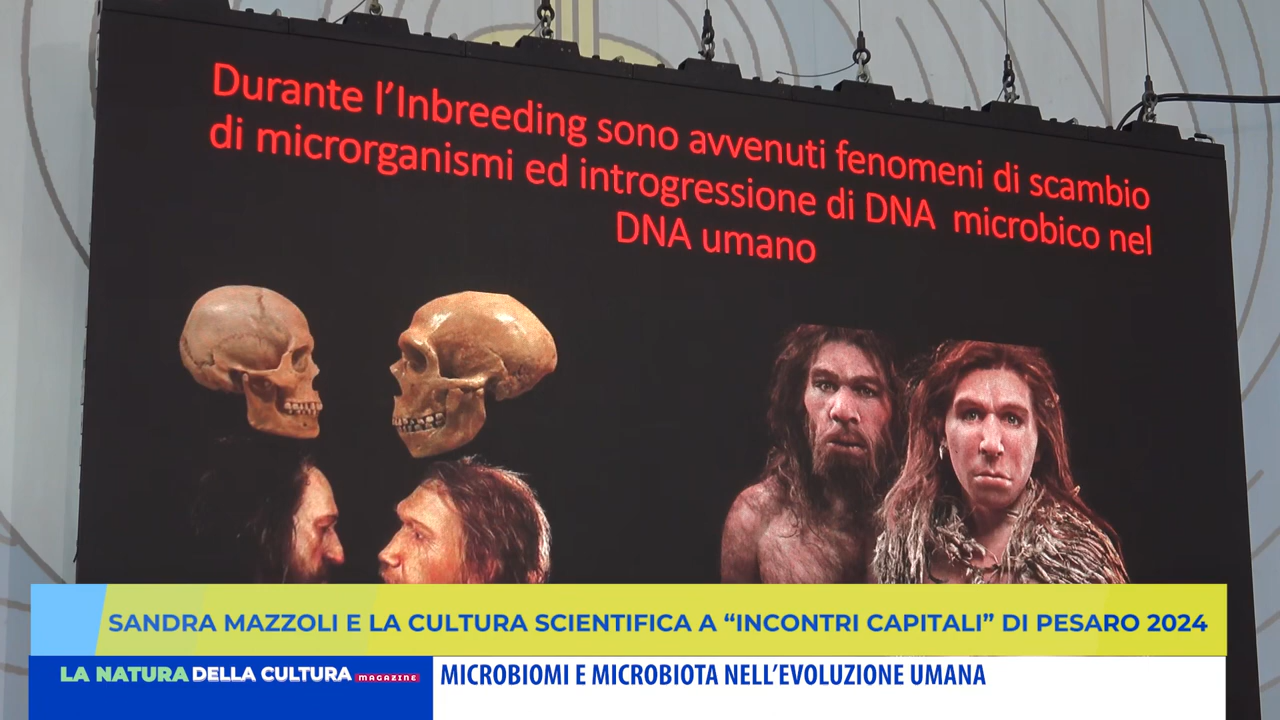 Durante l'Inbreeding sono avvenuti fenomeni di scambio
di microrganismi ed introgressione di DNA microbico nel
DNA umano
SANDRA MAZZOLI E LA CULTURA SCIENTIFICA A “INCONTRI CAPITALI” DI PESARO 2024
LA NATURA DELLA CULTURA MAGAZINE
MICROBIOMI E MICROBIOTA NELL'EVOLUZIONE UMANA